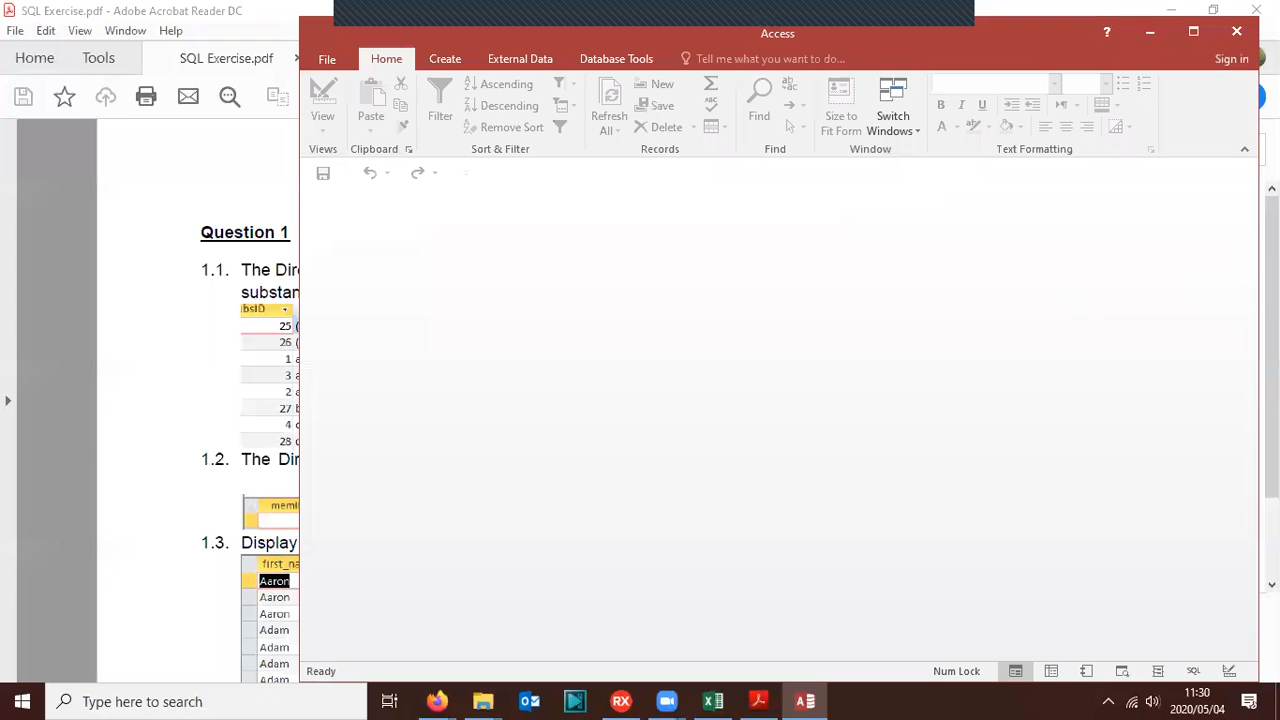 SQL Exercise.pdf - Adobe Acrobat Reader DC
File Edit View Window Help
Home Tools SQL Exercise.pdf
Access
Sign in
File Home Create External Data Database Tools Tell me what you want to do...
View Paste Filter Ascending Descending Remove Sort Refresh All New Save Delete Find Size to Fit Form Switch Windows
Views Clipboard Sort & Filter Records Find Window Text Formatting
B I U
A
Question 1
1.1. The Dir
substan
bsID
25 (
26 (
1 a
3 a
2 a
27 b
4 c
28
1.2. The Dir
meml
1.3. Display
first_na
Aaron
Aaron
Aaron
Adam
Adam
Adam
Adam
Ready Num Lock SQL
Type here to search
11:30
2020/05/04